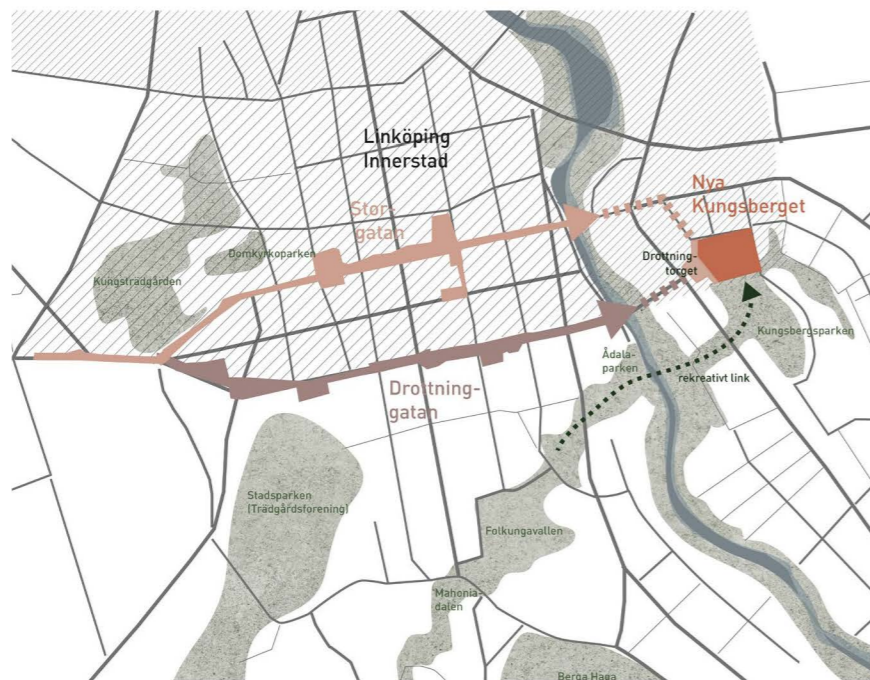 Linköping
Innerstad
Nya
Kungsberget
Stor-
gatan
Domkyrkoparken
Kungsträdgården
Drottning-
torget
Kungsbergsparken
Ådala-
parken
rekreativt link
Drottning-
gatan
Stadsparken
(Trädgårdsforening)
Folkungavallen
Mahonia-
dalen
Berga Haga